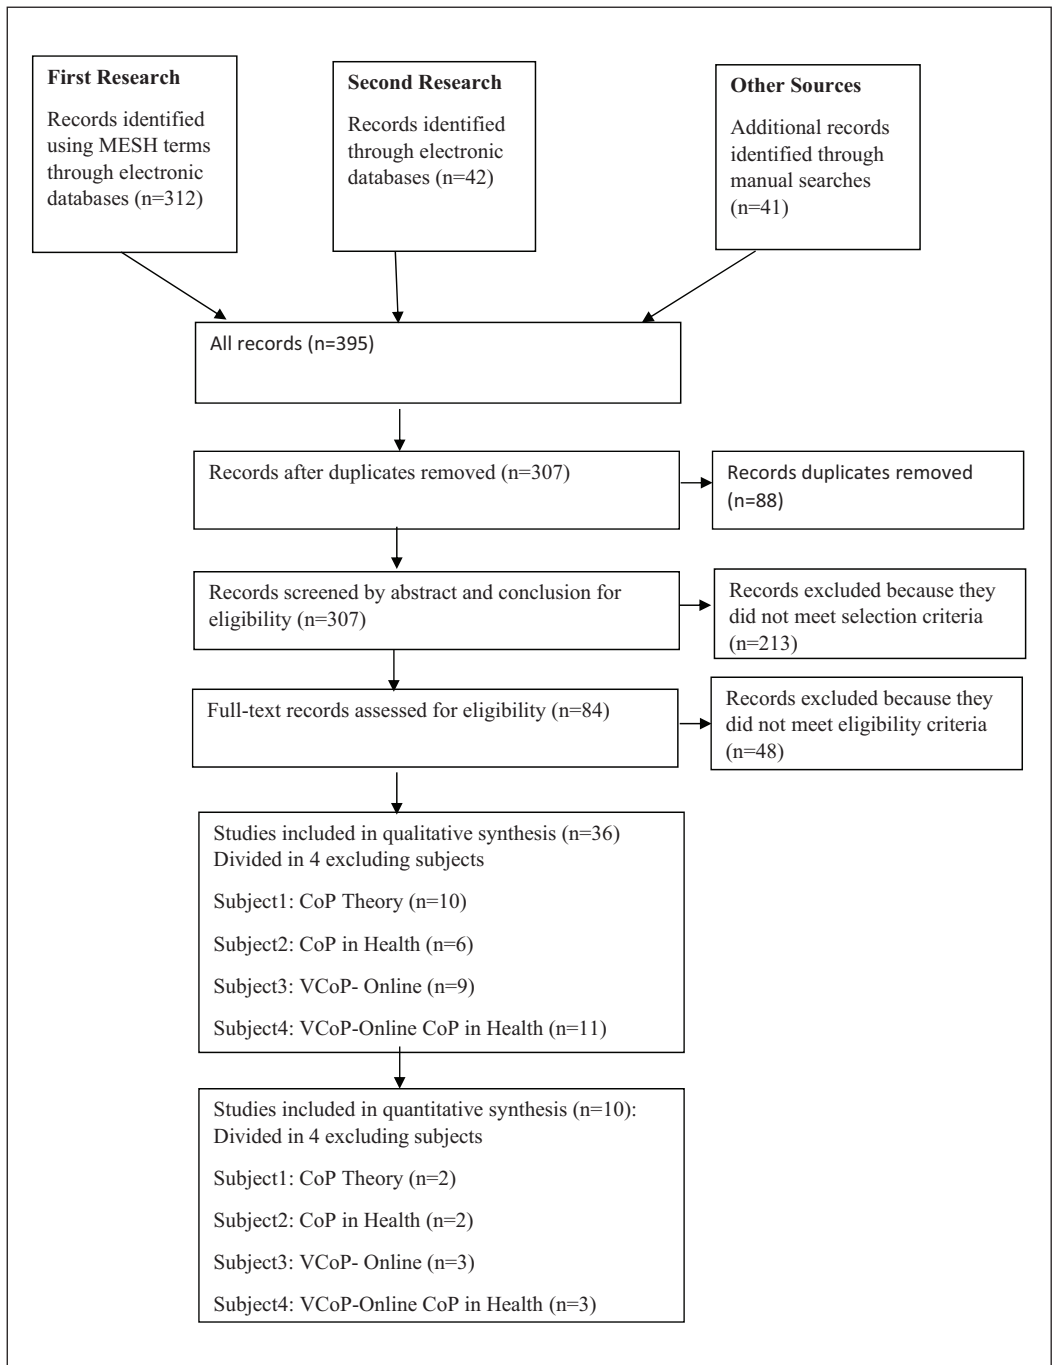 First Research
Records identified
using MESH terms
through electronic
databases (n=312)
Second Research
Records identified
through electronic
databases (n=42)
Other Sources
Additional records
identified through
manual searches
(n=41)
All records (n=395)
Records after duplicates removed (n=307)
Records duplicates removed
(n=88)
Records screened by abstract and conclusion for
eligibility (n=307)
Records excluded because they
did not meet selection criteria
(n=213)
Full-text records assessed for eligibility (n=84)
Records excluded because they
did not meet eligibility criteria
(n=48)
Studies included in qualitative synthesis (n=36)
Divided in 4 excluding subjects
Subject1: CoP Theory (n=10)
Subject2: CoP in Health (n=6)
Subject3: VCoP- Online (n=9)
Subject4: VCoP-Online CoP in Health (n=11)
Studies included in quantitative synthesis (n=10):
Divided in 4 excluding subjects
Subject1: CoP Theory (n=2)
Subject2: CoP in Health (n=2)
Subject3: VCoP- Online (n=3)
Subject4: VCoP-Online CoP in Health (n=3)